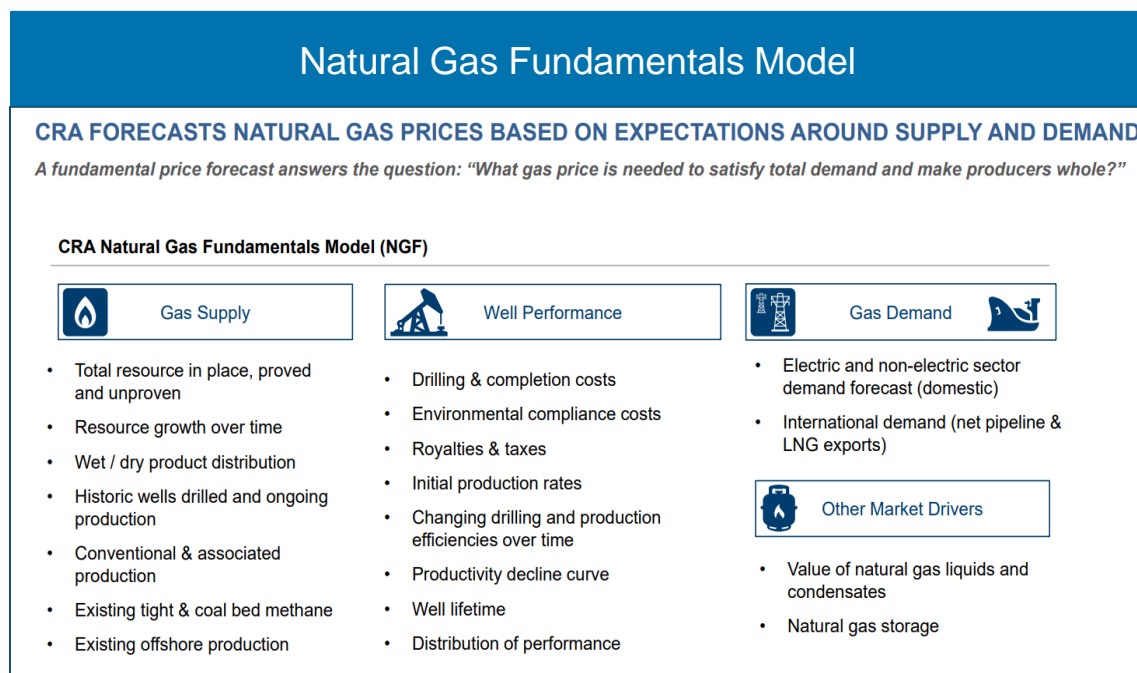 Natural Gas Fundamentals Model
CRA FORECASTS NATURAL GAS PRICES BASED ON EXPECTATIONS AROUND SUPPLY AND DEMAND
A fundamental price forecast answers the question: “What gas price is needed to satisfy total demand and make producers whole?”
CRA Natural Gas Fundamentals Model (NGF)
Gas Supply
• Total resource in place, proved
and unproven
• Resource growth over time
• Wet / dry product distribution
• Historic wells drilled and ongoing
production
• Conventional & associated
production
• Existing tight & coal bed methane
• Existing offshore production
Well Performance
• Drilling & completion costs
• Environmental compliance costs
• Royalties & taxes
• Initial production rates
• Changing drilling and production
efficiencies over time
• Productivity decline curve
• Well lifetime
• Distribution of performance
Gas Demand
• Electric and non-electric sector
demand forecast (domestic)
• International demand (net pipeline &
LNG exports)
Other Market Drivers
• Value of natural gas liquids and
condensates
• Natural gas storage